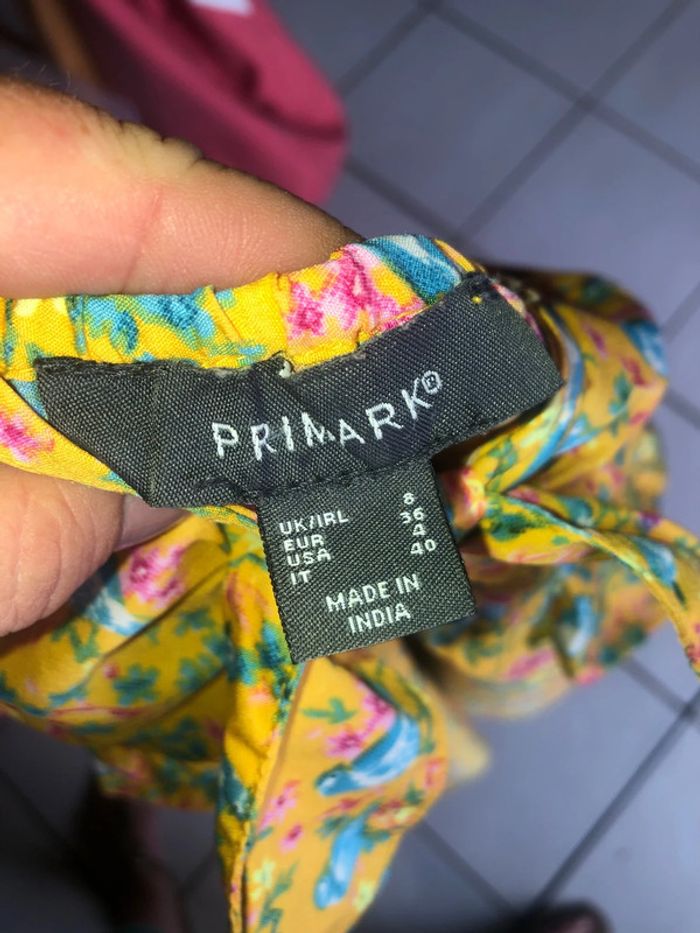 PRIMARK®
UK/IRL 8
EUR 36
USA 4
IT 40
MADE IN
INDIA